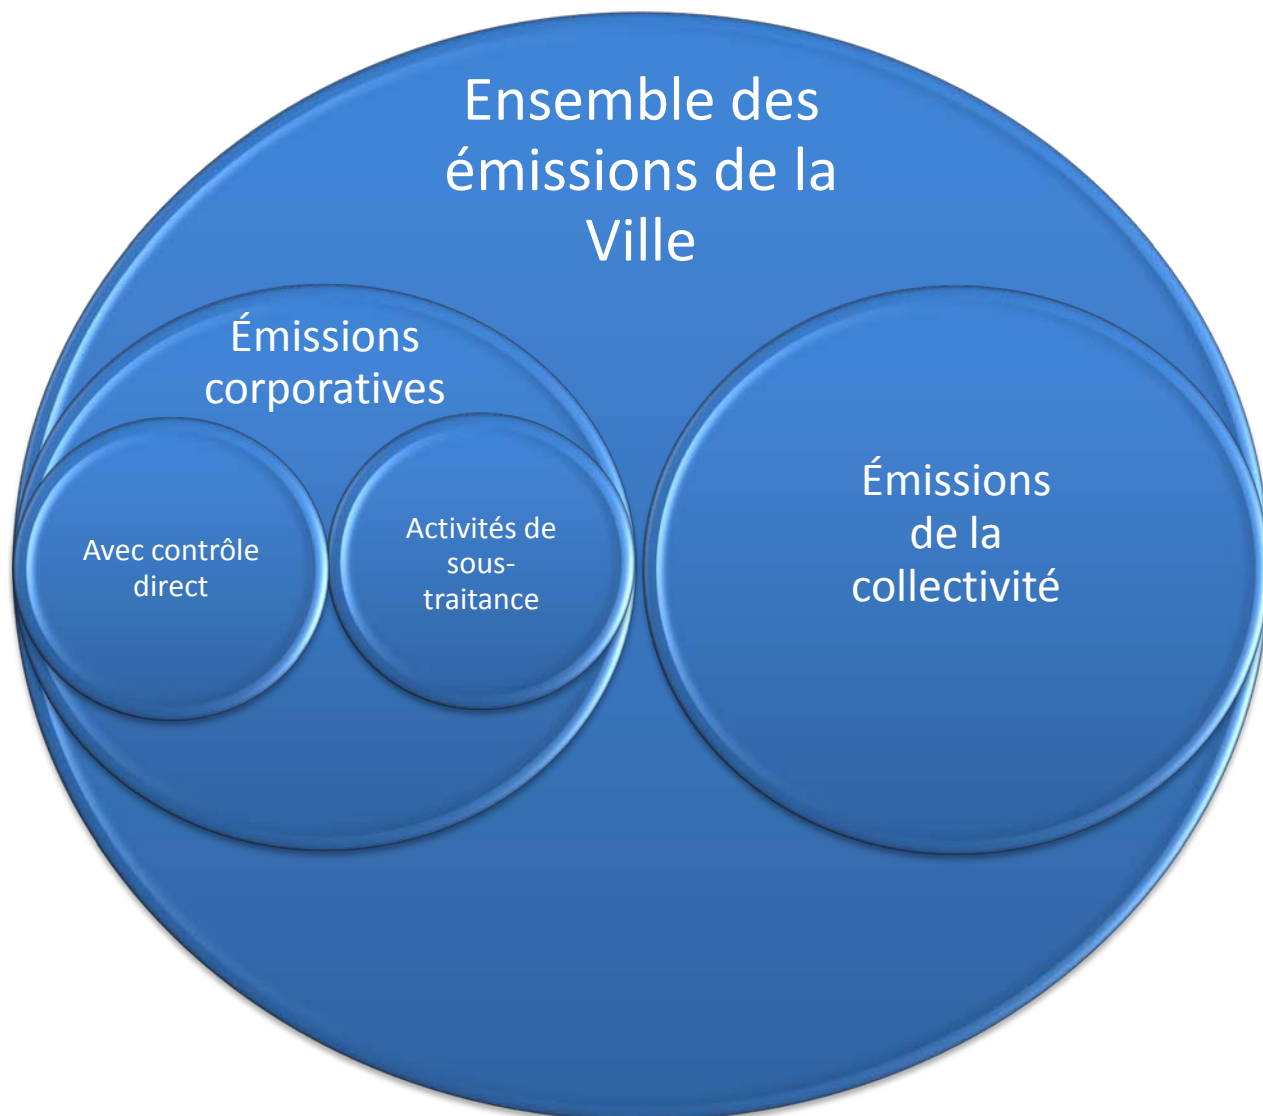 Ensemble des
émissions de la
Ville
Émissions
corporatives
Avec contrôle
direct
Activités de
sous-
traitance
Émissions
de la
collectivité